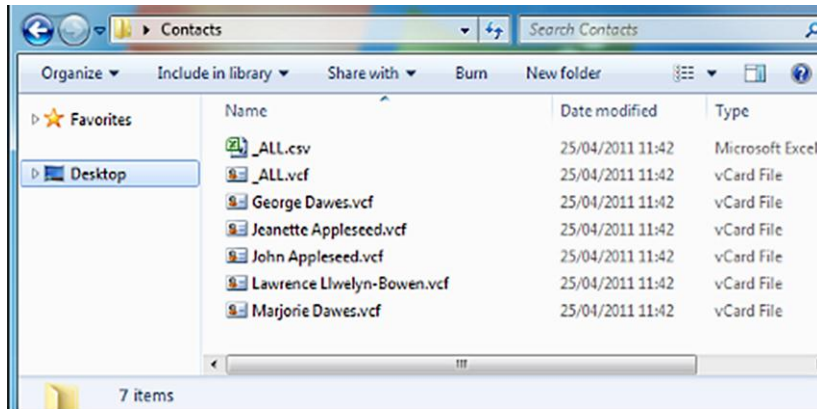 Contacts
Search Contacts
Organize Include in library Share with Burn New folder
Name Date modified Type
Favorites
Desktop
_ALL.csv 25/04/2011 11:42 Microsoft Excel
_ALL.vcf 25/04/2011 11:42 vCard File
George Dawes.vcf 25/04/2011 11:42 vCard File
Jeanette Appleseed.vcf 25/04/2011 11:42 vCard File
John Appleseed.vcf 25/04/2011 11:42 vCard File
Lawrence Llwelyn-Bowen.vcf 25/04/2011 11:42 vCard File
Marjorie Dawes.vcf 25/04/2011 11:42 vCard File
7 items